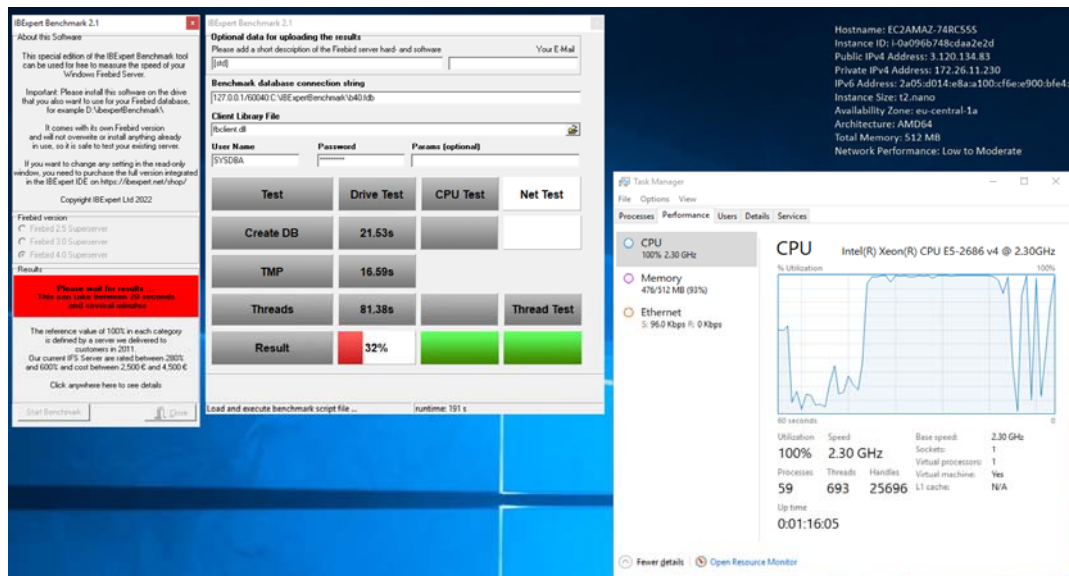 IBExpert Benchmark 2.1
About this Software
This special edition of the IBExpert Benchmark tool
can be used for free to measure the speed of your
Windows Firebird Server.
Important: Please install this software on the drive
that you also want to use for your Firebird database,
for example D:\ibexpertBenchmark\
It comes with its own Firebird version
and will not overwrite or install anything already
in use, so it is safe to test your existing server.
If you want to change any setting in the read-only
window, you need to purchase the full version integrated
in the IBExpert IDE on https://ibexpert.net/shop/
Copyright IBExpert Ltd 2022
Firebird version
Firebird 2.5 Superserver
Firebird 3.0 Superserver
Firebird 4.0 Superserver
Results
Please wait for results ...
This can take between 20 seconds
and several minutes
The reference value of 100% in each category
is defined by a server we delivered to
customers in 2011.
Our current IFS Server are rated between 280%
and 600% and cost between 2,500 € and 4,500 €
Click anywhere here to see details
Start Benchmark
IBExpert Benchmark 2.1
Optional data for uploading the results
Please add a short description of the Firebird server hard- and software Your E-Mail
[std]
Benchmark database connection string
127.0.0.1/60040:C:\IBExpertBenchmark\b40.fdb
Client Library File
fbclient.dll
User Name Password Params (optional)
SYSDBA
Test Drive Test CPU Test Net Test
Create DB 21.53s
TMP 16.59s
Threads 81.38s Thread Test
Result 32%
Load and execute benchmark script file ... runtime: 191 s
Hostname: EC2AMAZ-74RC55S
Instance ID: i-0a096b748cdaa2e2d
Public IPv4 Address: 3.120.134.83
Private IPv4 Address: 172.26.11.230
IPv6 Address: 2a05:d014:e8a:a100:cf6e:e900:bfe4:
Instance Size: t2.nano
Availability Zone: eu-central-1a
Architecture: AMD64
Total Memory: 512 MB
Network Performance: Low to Moderate
Task Manager
File Options View
Processes Performance Users Details Services
CPU
100% 2.30 GHz
Memory
476/512 MB (93%)
Ethernet
S: 96.0 Kbps R: 0 Kbps
CPU Intel(R) Xeon(R) CPU E5-2686 v4 @ 2.30GHz
% Utilization 100%
60 seconds 0
Utilization Speed Base speed: 2.30 GHz
100% 2.30 GHz Sockets: 1
Virtual processors: 1
Processes Threads Handles Virtual machine: Yes
59 693 25696 L1 cache: N/A
Up time
0:01:16:05
Fewer details Open Resource Monitor